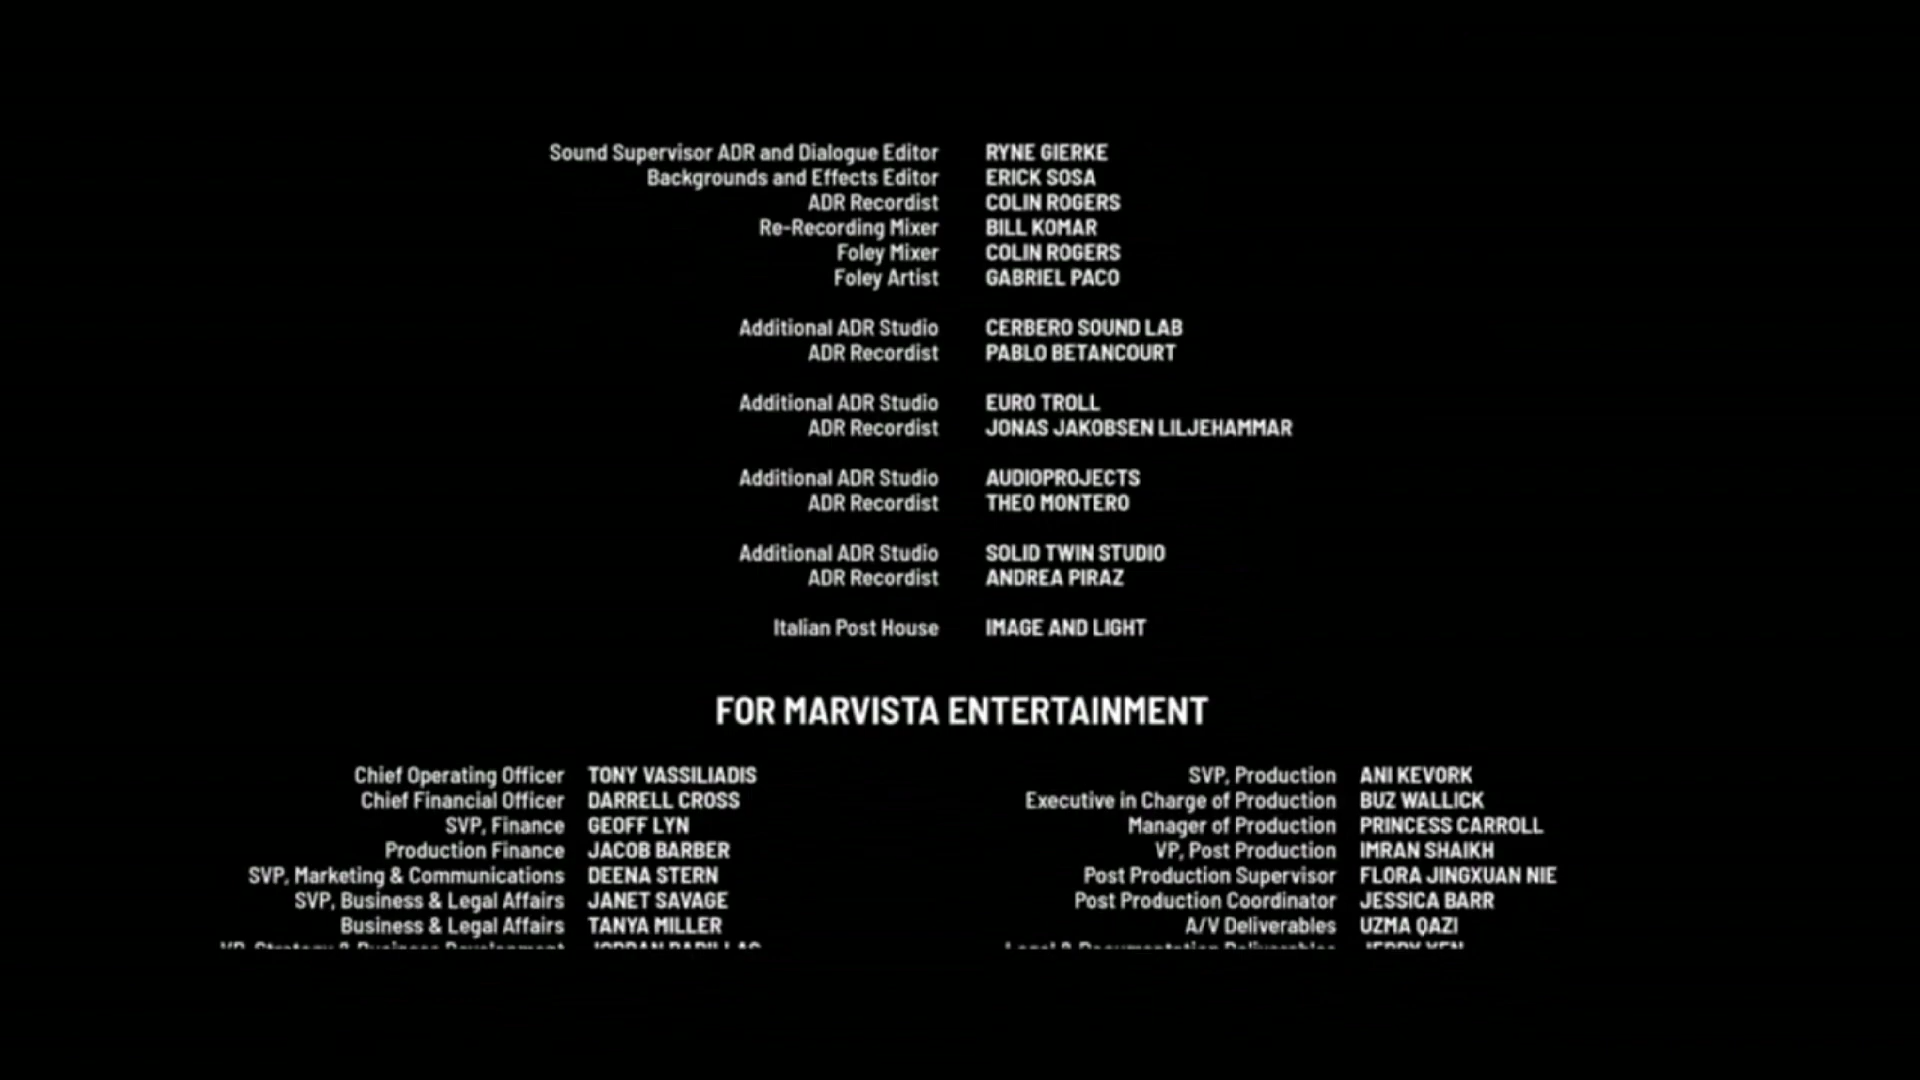 Sound Supervisor ADR and Dialogue Editor RYNE GIERKE
Backgrounds and Effects Editor ERICK SOSA
ADR Recordist COLIN ROGERS
Re-Recording Mixer BILL KOMAR
Foley Mixer COLIN ROGERS
Foley Artist GABRIEL PACO
Additional ADR Studio CERBERO SOUND LAB
ADR Recordist PABLO BETANCOURT
Additional ADR Studio EURO TROLL
ADR Recordist JONAS JAKOBSEN LILJEHAMMAR
Additional ADR Studio AUDIOPROJECTS
ADR Recordist THEO MONTERO
Additional ADR Studio SOLID TWIN STUDIO
ADR Recordist ANDREA PIRAZ
Italian Post House IMAGE AND LIGHT
FOR MARVISTA ENTERTAINMENT
Chief Operating Officer TONY VASSILIADIS
Chief Financial Officer DARRELL CROSS
SVP, Finance GEOFF LYN
Production Finance JACOB BARBER
SVP, Marketing & Communications DEENA STERN
SVP, Business & Legal Affairs JANET SAVAGE
Business & Legal Affairs TANYA MILLER
VP, Strategy & Business Development
SVP, Production ANI KEVORK
Executive in Charge of Production BUZ WALLICK
Manager of Production PRINCESS CARROLL
VP, Post Production IMRAN SHAIKH
Post Production Supervisor FLORA JINGXUAN NIE
Post Production Coordinator JESSICA BARR
A/V Deliverables UZMA QAZI
Legal & Documentation Deliverables